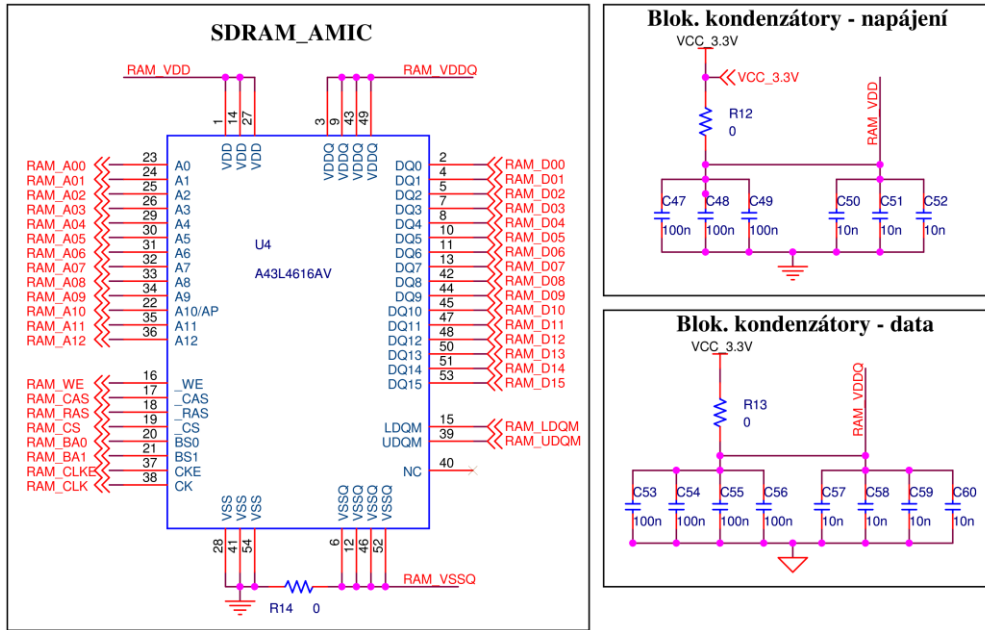 SDRAM_AMIC
RAM_VDD
RAM_VDDQ
1 14 27 3 9 43 49
VDD VDD VDD VDDQ VDDQ VDDQ VDDQ
RAM_A00 23 A0
RAM_A01 24 A1
RAM_A02 25 A2
RAM_A03 26 A3
RAM_A04 29 A4
RAM_A05 30 A5
RAM_A06 31 A6
RAM_A07 32 A7
RAM_A08 33 A8
RAM_A09 34 A9
RAM_A10 22 A10/AP
RAM_A11 35 A11
RAM_A12 36 A12
RAM_WE 16 _WE
RAM_CAS 17 _CAS
RAM_RAS 18 _RAS
RAM_CS 19 _CS
RAM_BA0 20 BS0
RAM_BA1 21 BS1
RAM_CLKE 37 CKE
RAM_CLK 38 CK
U4
A43L4616AV
DQ0 2 RAM_D00
DQ1 4 RAM_D01
DQ2 5 RAM_D02
DQ3 7 RAM_D03
DQ4 8 RAM_D04
DQ5 10 RAM_D05
DQ6 11 RAM_D06
DQ7 13 RAM_D07
DQ8 42 RAM_D08
DQ9 44 RAM_D09
DQ10 45 RAM_D10
DQ11 47 RAM_D11
DQ12 48 RAM_D12
DQ13 50 RAM_D13
DQ14 51 RAM_D14
DQ15 53 RAM_D15
LDQM 15 RAM_LDQM
UDQM 39 RAM_UDQM
NC 40
VSS VSS VSS VSSQ VSSQ VSSQ VSSQ
28 41 54 6 12 46 52
RAM_VSSQ
R14 0
Blok. kondenzátory - napájení
VCC_3.3V
VCC_3.3V
RAM_VDD
R12
0
C47 C48 C49 C50 C51 C52
100n 100n 100n 10n 10n 10n
Blok. kondenzátory - data
VCC_3.3V
RAM_VDDQ
R13
0
C53 C54 C55 C56 C57 C58 C59 C60
100n 100n 100n 100n 10n 10n 10n 10n